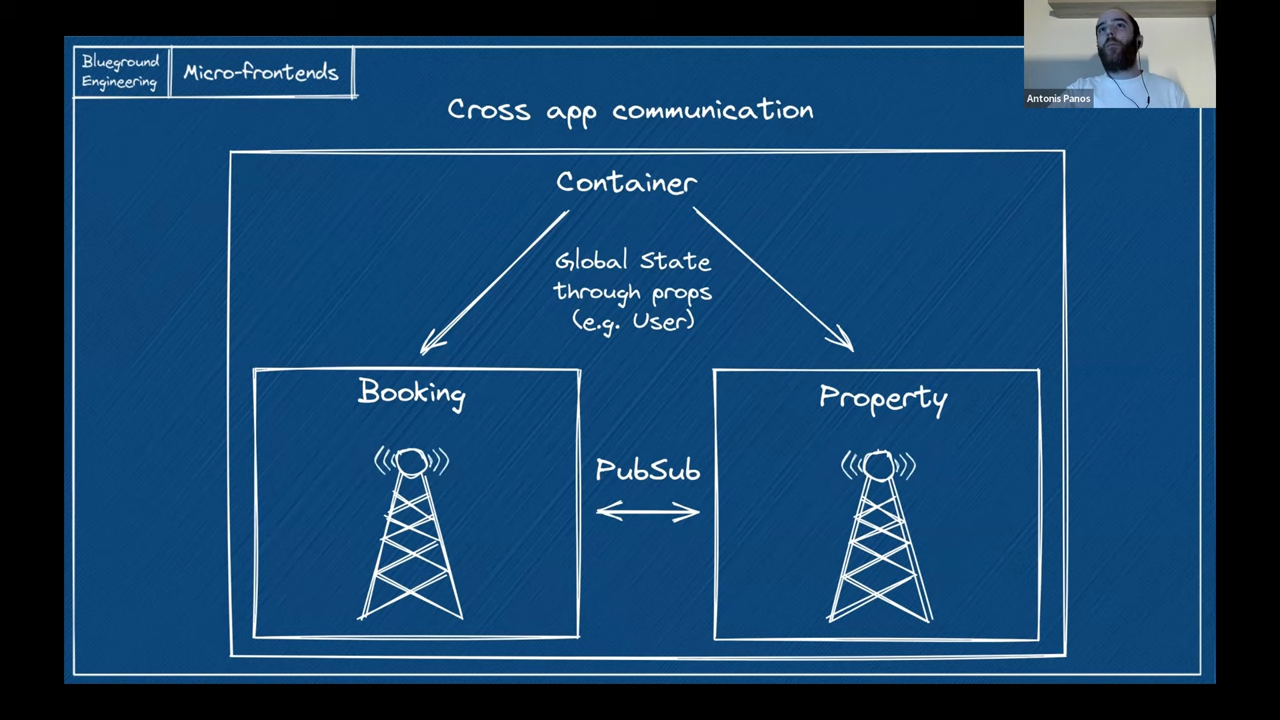 Blueground
Engineering
Micro-frontends
Antonis Panos
Cross app communication
Container
Global State
through props
(e.g. User)
Booking
Property
PubSub